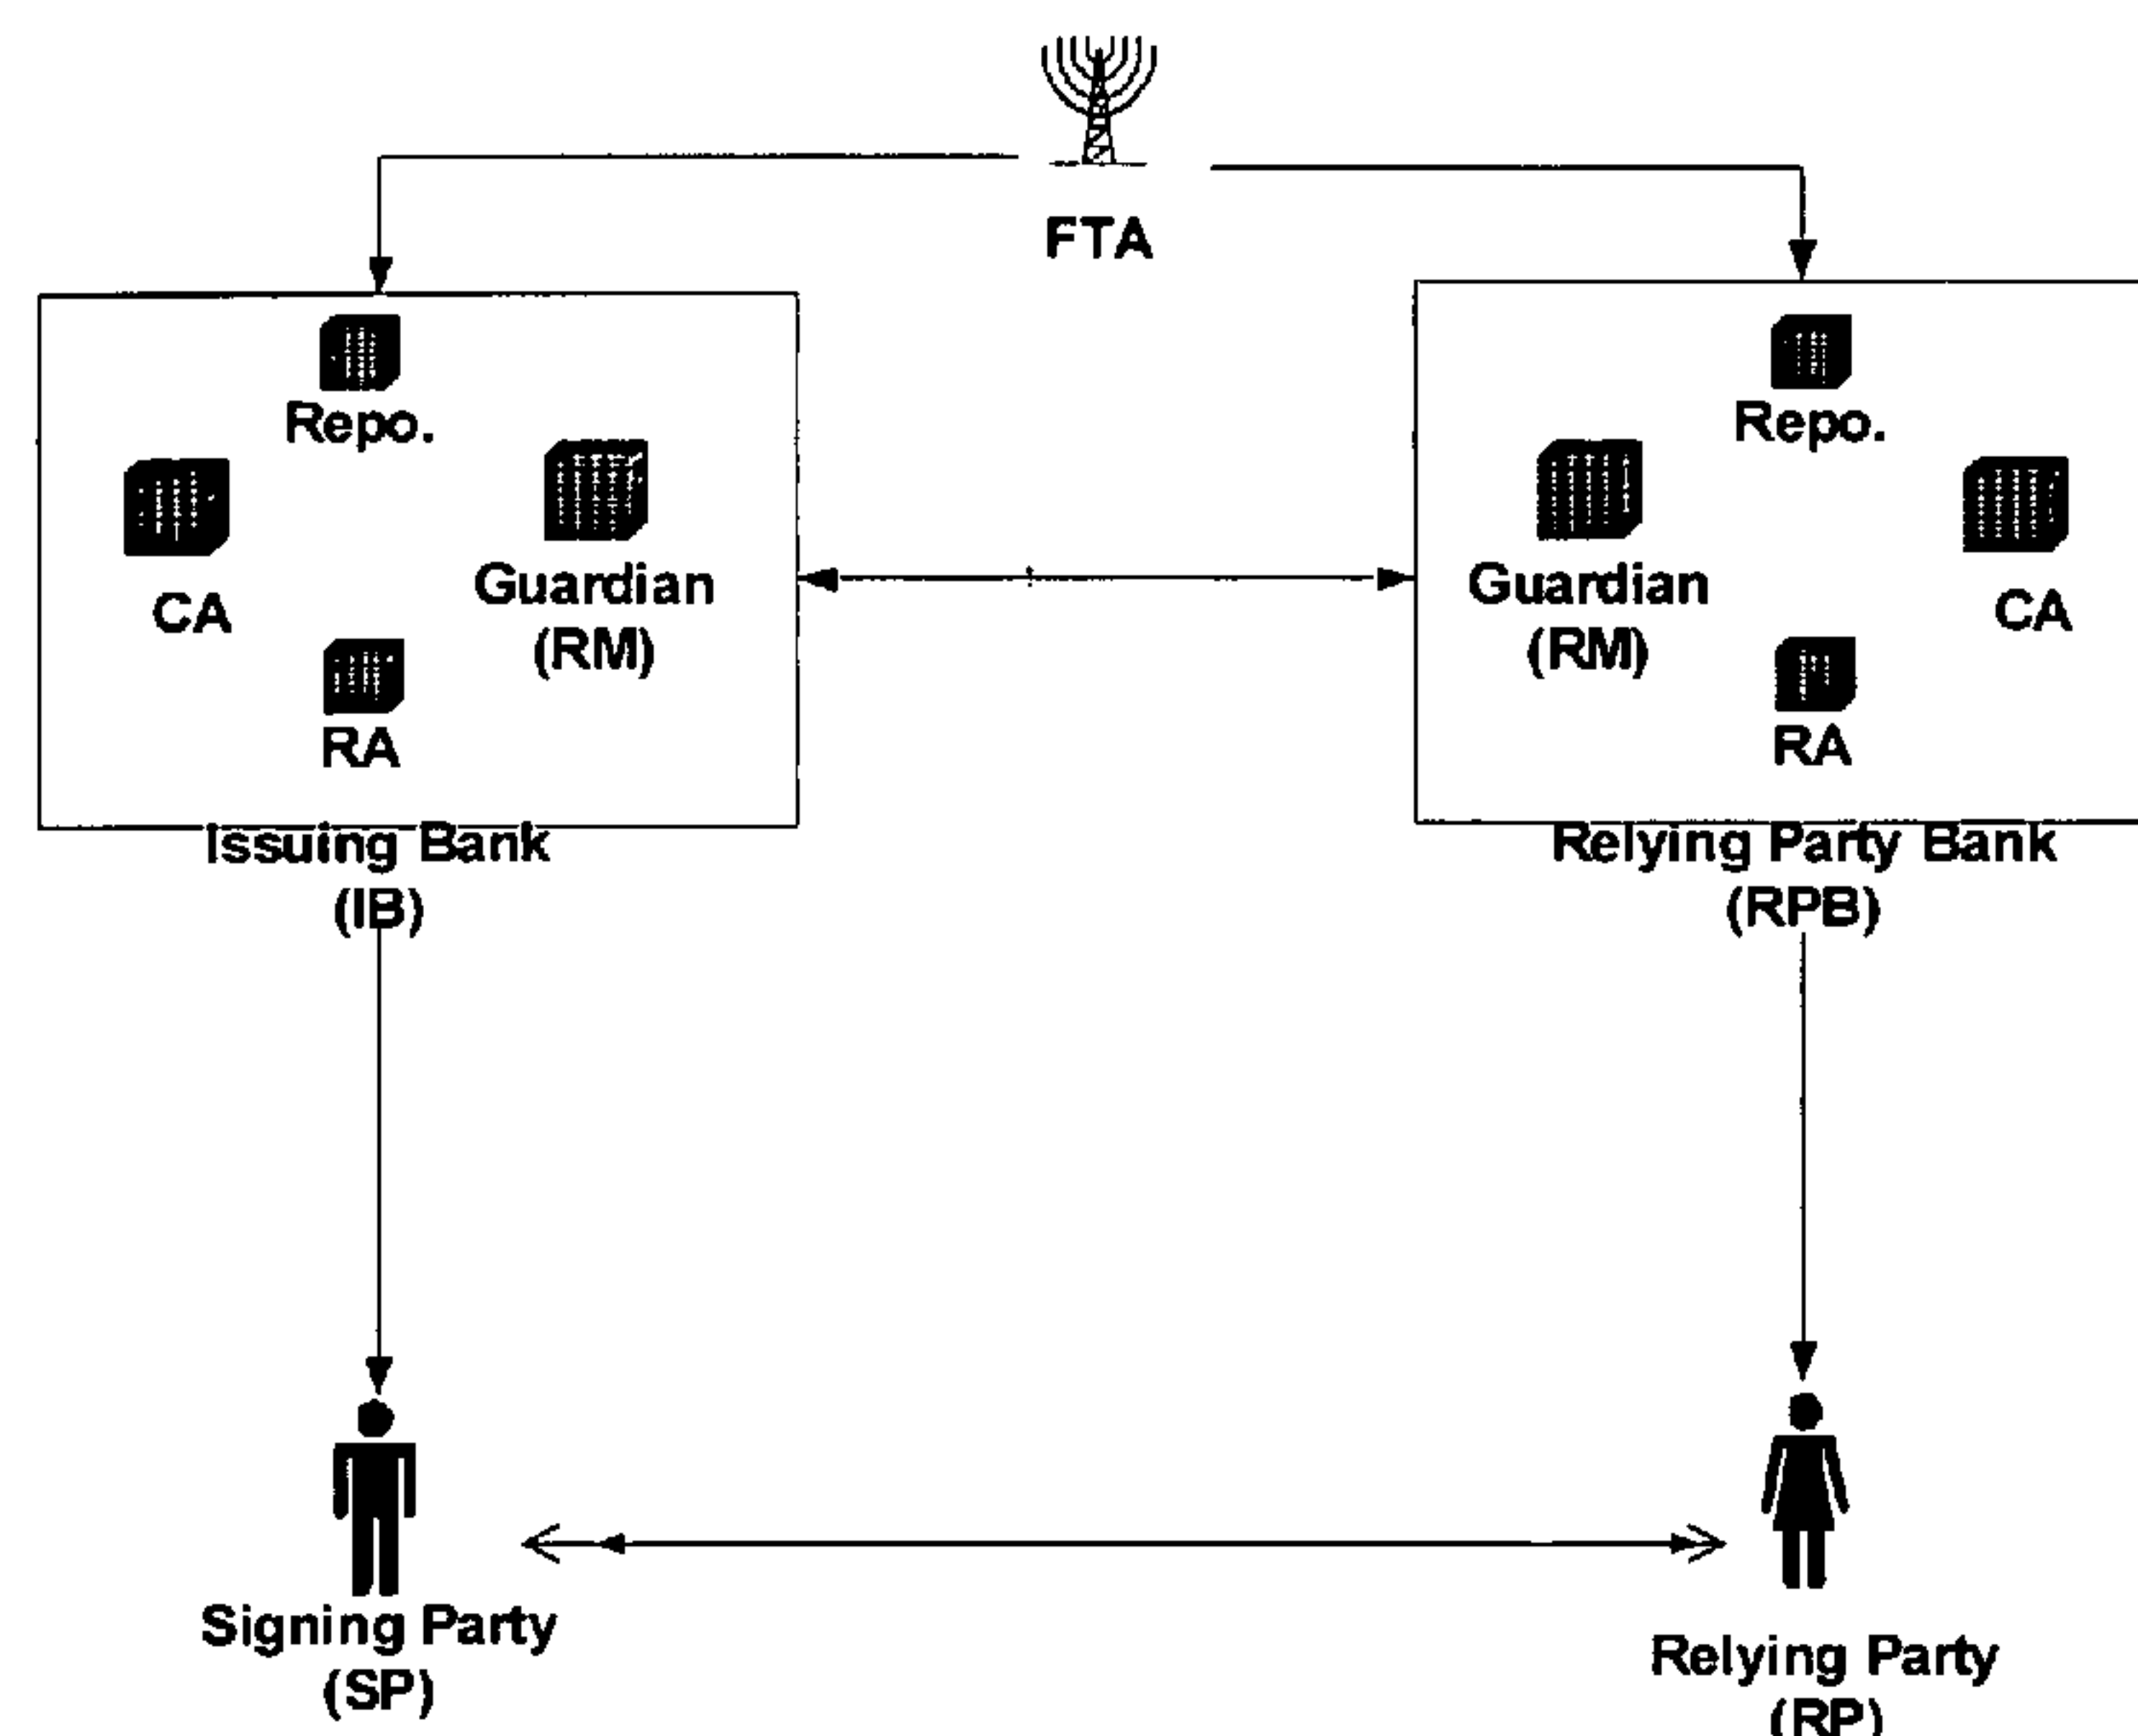 FTA
Repo.
CA
Guardian
(RM)
RA
Issuing Bank
(IB)
Repo.
Guardian
(RM)
CA
RA
Relying Party Bank
(RPB)
Signing Party
(SP)
Relying Party
(RP)